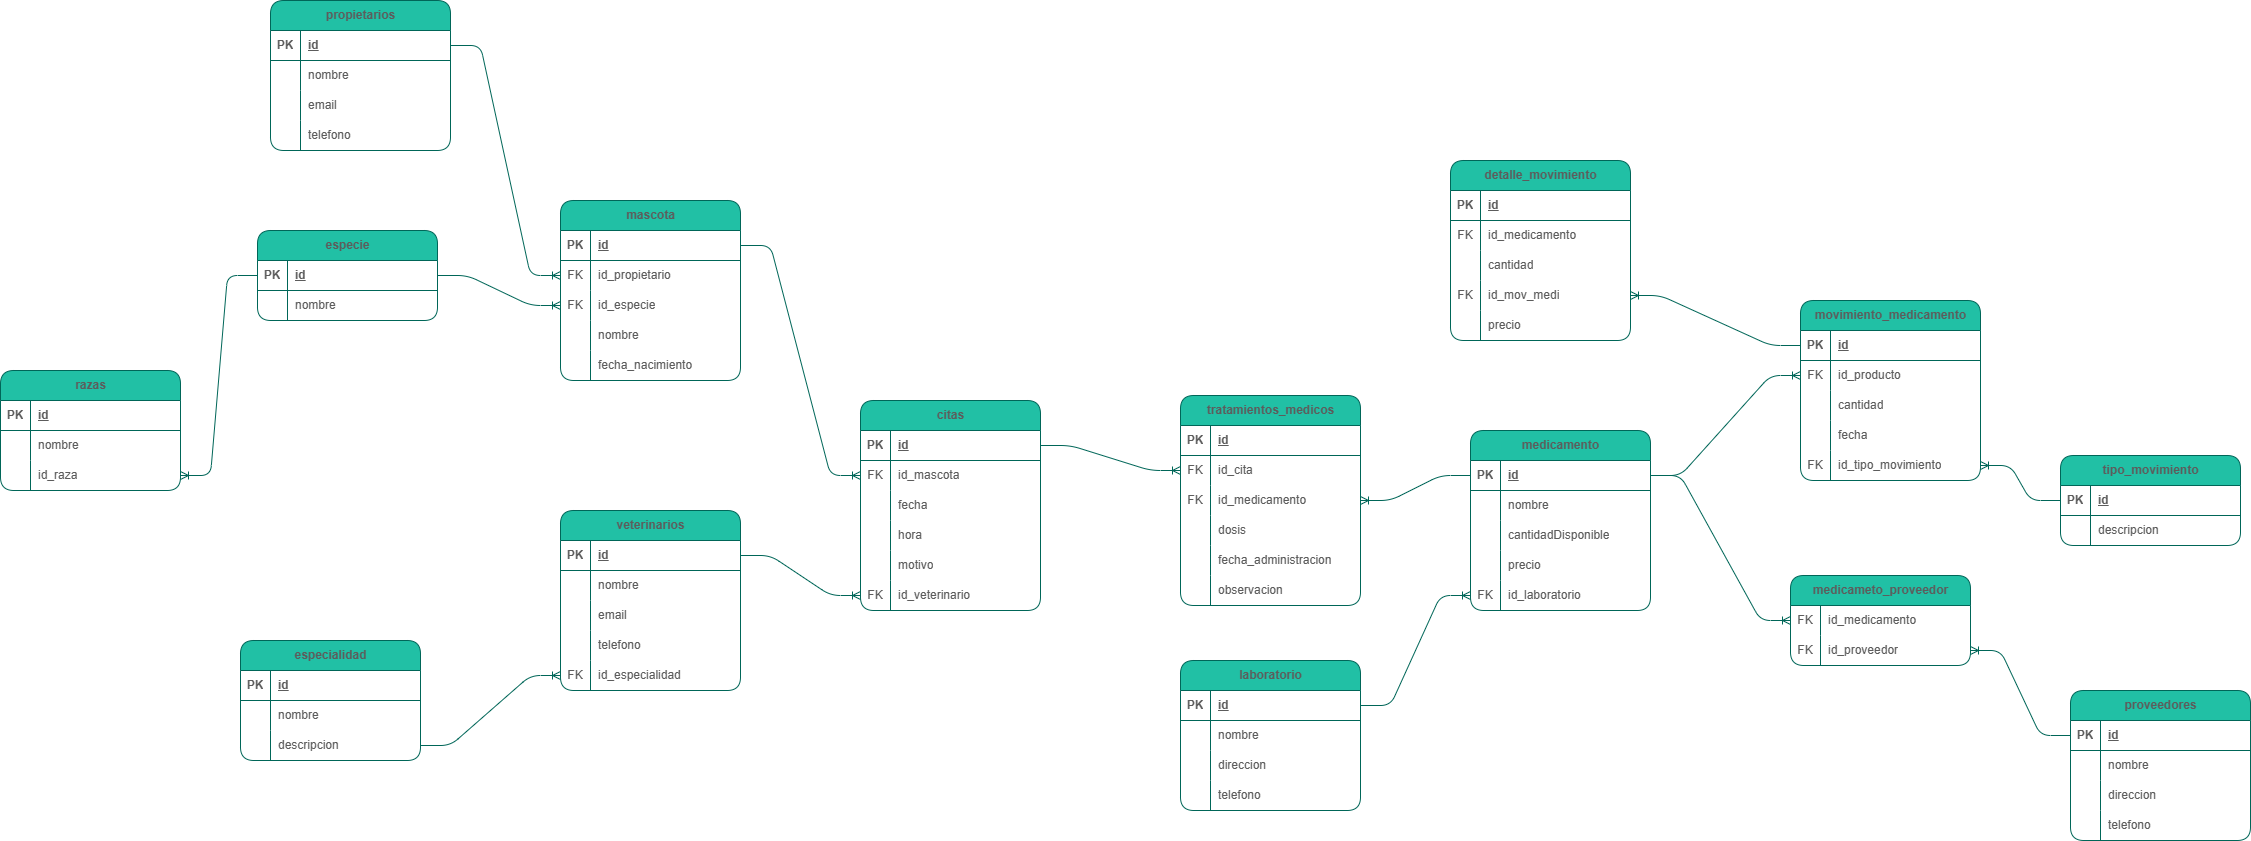 propietarios
PK id
nombre
email
telefono
especie
PK id
nombre
razas
PK id
nombre
id_raza
mascota
PK id
FK id_propietario
FK id_especie
nombre
fecha_nacimiento
veterinarios
PK id
nombre
email
telefono
FK id_especialidad
especialidad
PK id
nombre
descripcion
citas
PK id
FK id_mascota
fecha
hora
motivo
FK id_veterinario
tratamientos_medicos
PK id
FK id_cita
FK id_medicamento
dosis
fecha_administracion
observacion
laboratorio
PK id
nombre
direccion
telefono
detalle_movimiento
PK id
FK id_medicamento
cantidad
FK id_mov_medi
precio
medicamento
PK id
nombre
cantidadDisponible
precio
FK id_laboratorio
movimiento_medicamento
PK id
FK id_producto
cantidad
fecha
FK id_tipo_movimiento
tipo_movimiento
PK id
descripcion
medicameto_proveedor
FK id_medicamento
FK id_proveedor
proveedores
PK id
nombre
direccion
telefono